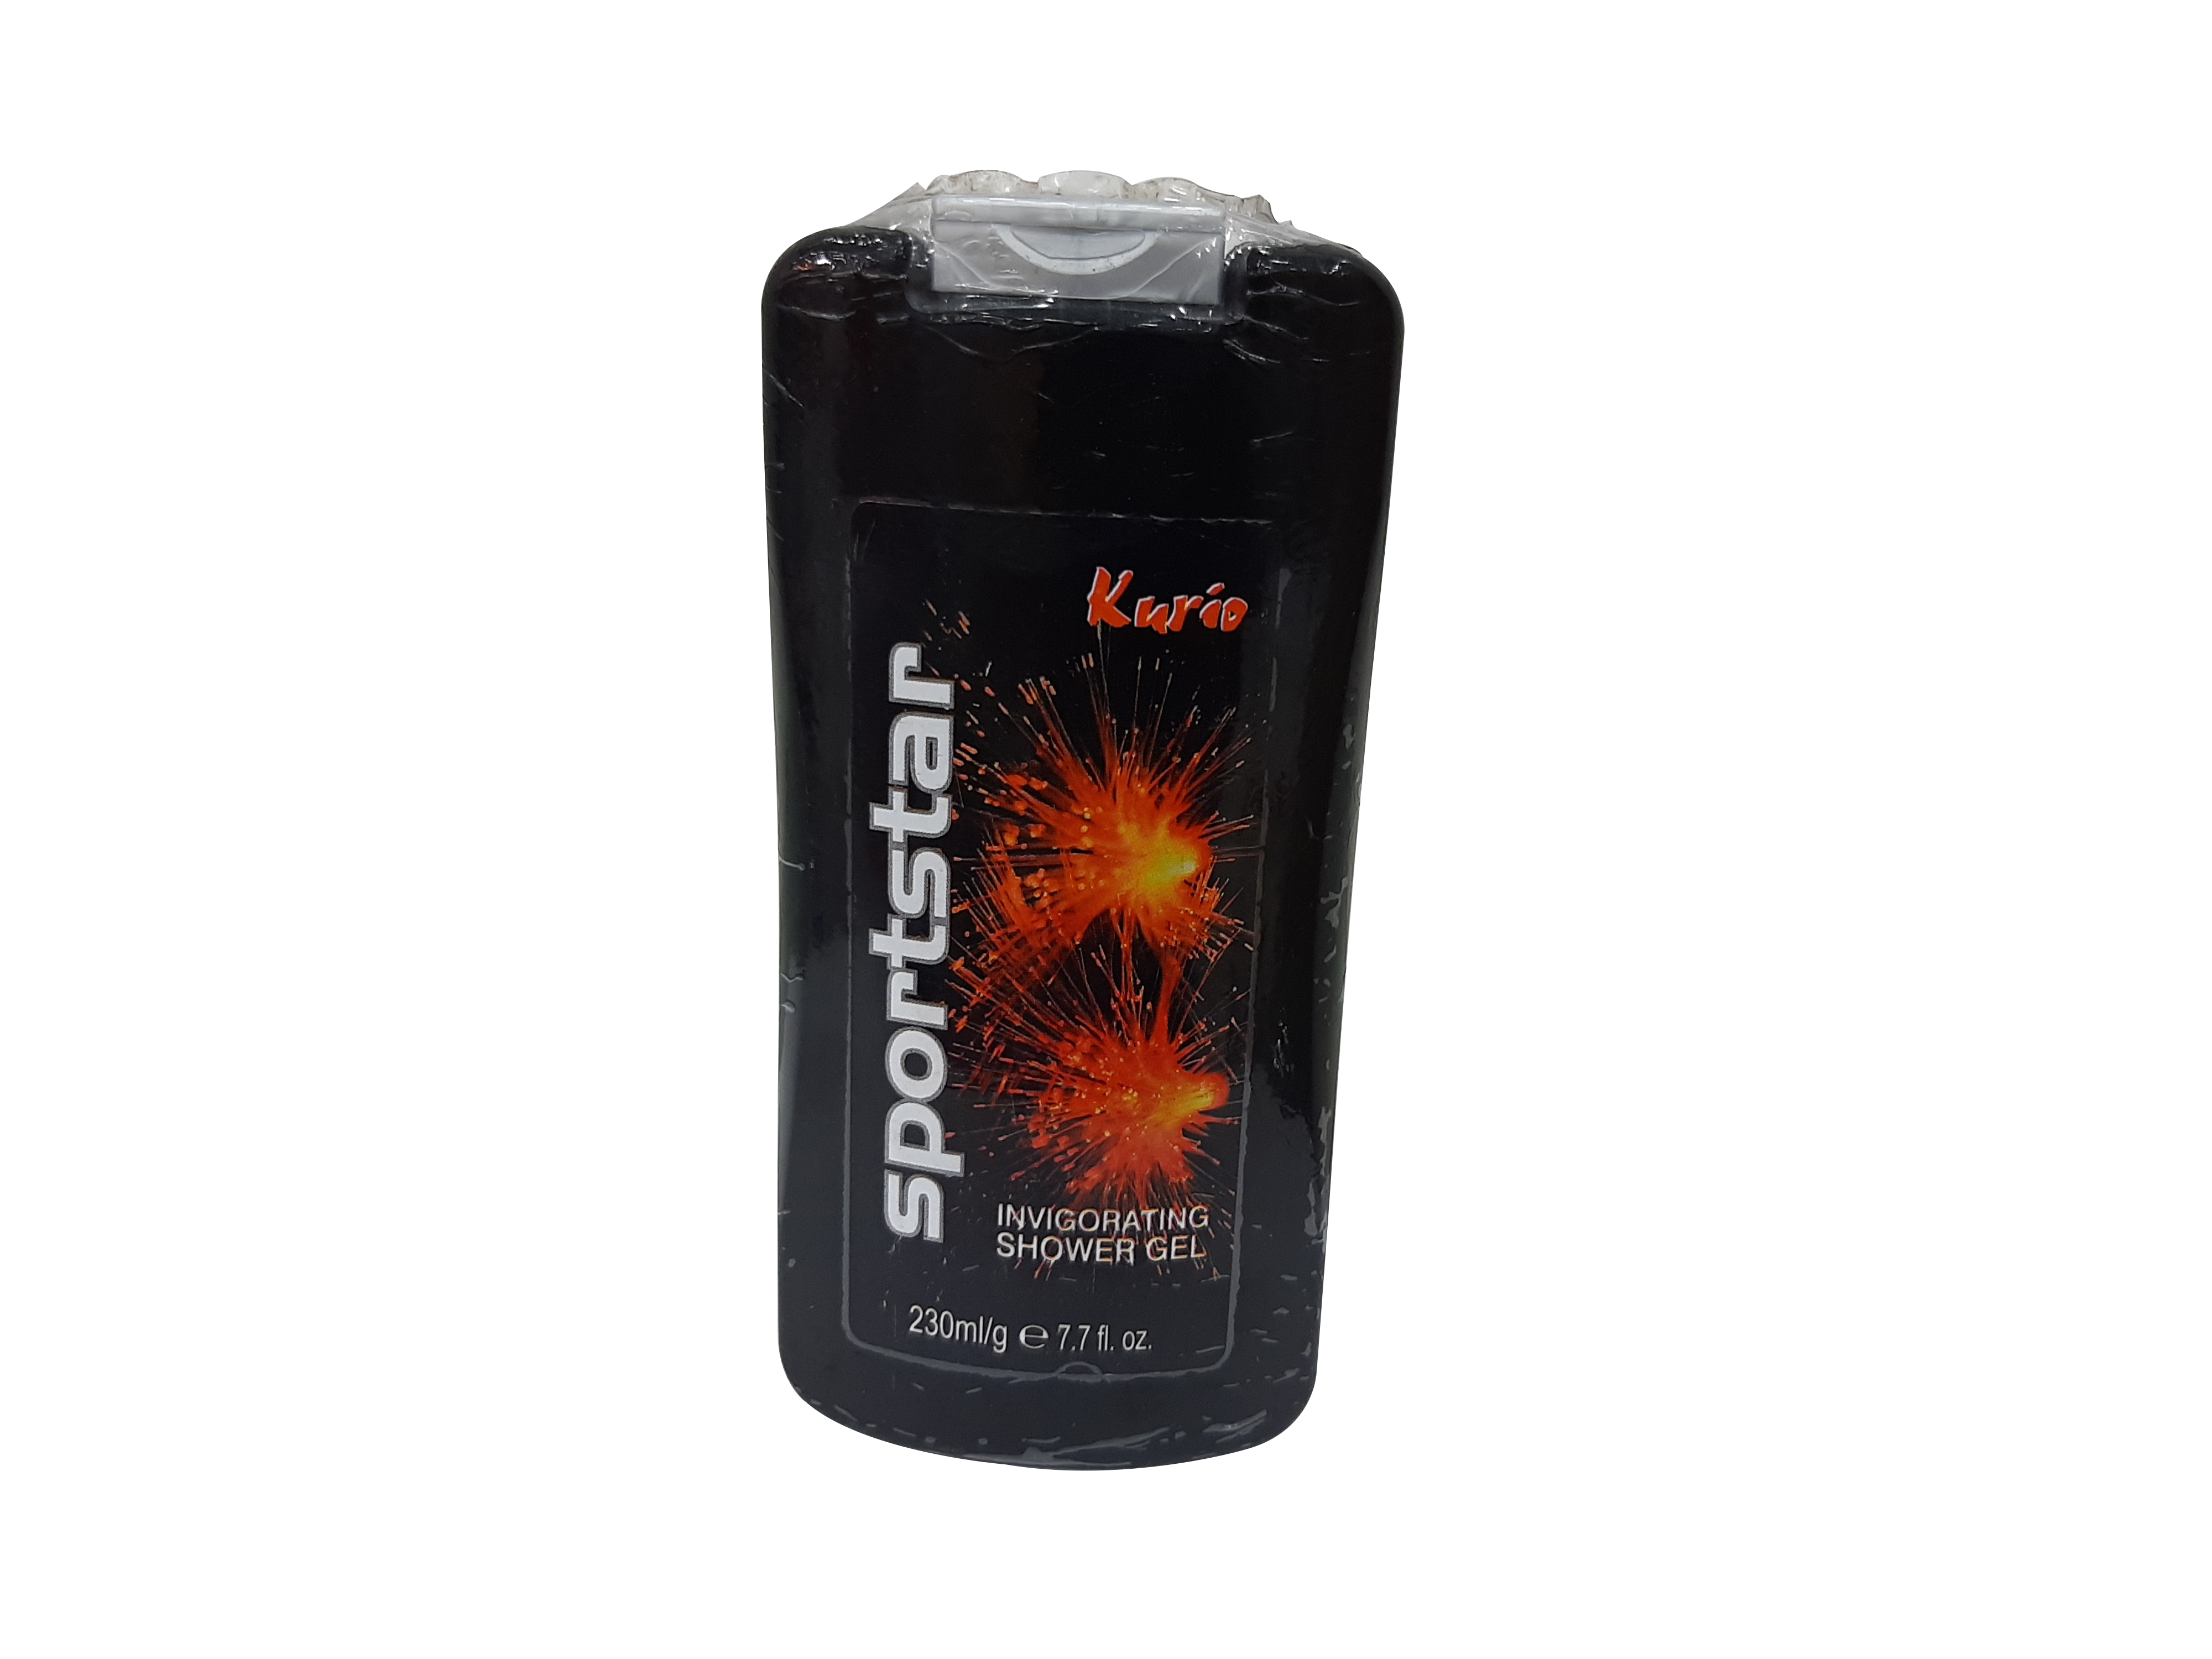 Kurio
sportstar
INVIGORATING
SHOWER GEL
230ml/g ℮ 7.7 fl. oz.